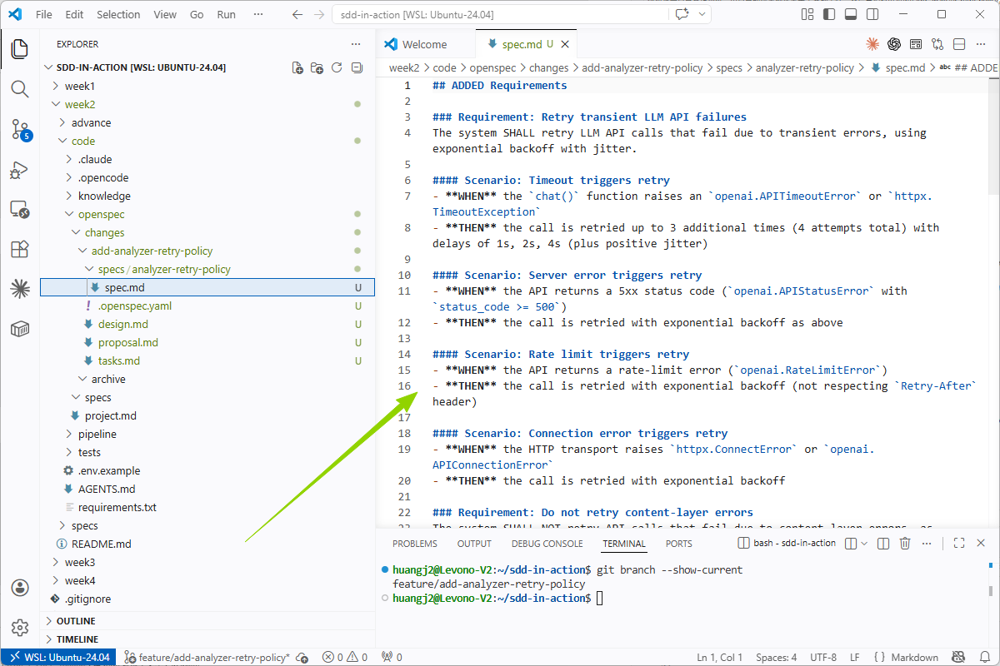 File Edit Selection View Go Run ··· sdd-in-action [WSL: Ubuntu-24.04]
EXPLORER
SDD-IN-ACTION [WSL: UBUNTU-24.04]
week1
week2
advance
code
.claude
.opencode
knowledge
openspec
changes
add-analyzer-retry-policy
specs / analyzer-retry-policy
spec.md U
.openspec.yaml U
design.md U
proposal.md U
tasks.md U
archive
specs
project.md
pipeline
tests
.env.example
AGENTS.md
requirements.txt
specs
README.md
week3
week4
.gitignore
OUTLINE
TIMELINE
5
Welcome spec.md U
week2 > code > openspec > changes > add-analyzer-retry-policy > specs > analyzer-retry-policy > spec.md > abc ## ADDE
1 ## ADDED Requirements
2
3 ### Requirement: Retry transient LLM API failures
4 The system SHALL retry LLM API calls that fail due to transient errors, using
exponential backoff with jitter.
5
6 #### Scenario: Timeout triggers retry
7 - **WHEN** the `chat()` function raises an `openai.APITimeoutError` or `httpx.
TimeoutException`
8 - **THEN** the call is retried up to 3 additional times (4 attempts total) with
delays of 1s, 2s, 4s (plus positive jitter)
9
10 #### Scenario: Server error triggers retry
11 - **WHEN** the API returns a 5xx status code (`openai.APIStatusError` with
`status_code >= 500`)
12 - **THEN** the call is retried with exponential backoff as above
13
14 #### Scenario: Rate limit triggers retry
15 - **WHEN** the API returns a rate-limit error (`openai.RateLimitError`)
16 - **THEN** the call is retried with exponential backoff (not respecting `Retry-After`
header)
17
18 #### Scenario: Connection error triggers retry
19 - **WHEN** the HTTP transport raises `httpx.ConnectError` or `openai.
APIConnectionError`
20 - **THEN** the call is retried with exponential backoff
21
22 ### Requirement: Do not retry content-layer errors
23 The system SHALL NOT retry API calls that fail due to content-layer errors, as
PROBLEMS OUTPUT DEBUG CONSOLE TERMINAL PORTS bash - sdd-in-action
huangj2@Levono-V2:~/sdd-in-action$ git branch --show-current
feature/add-analyzer-retry-policy
huangj2@Levono-V2:~/sdd-in-action$
WSL: Ubuntu-24.04 feature/add-analyzer-retry-policy* 0 0 0 Ln 1, Col 1 Spaces: 4 UTF-8 LF { } Markdown